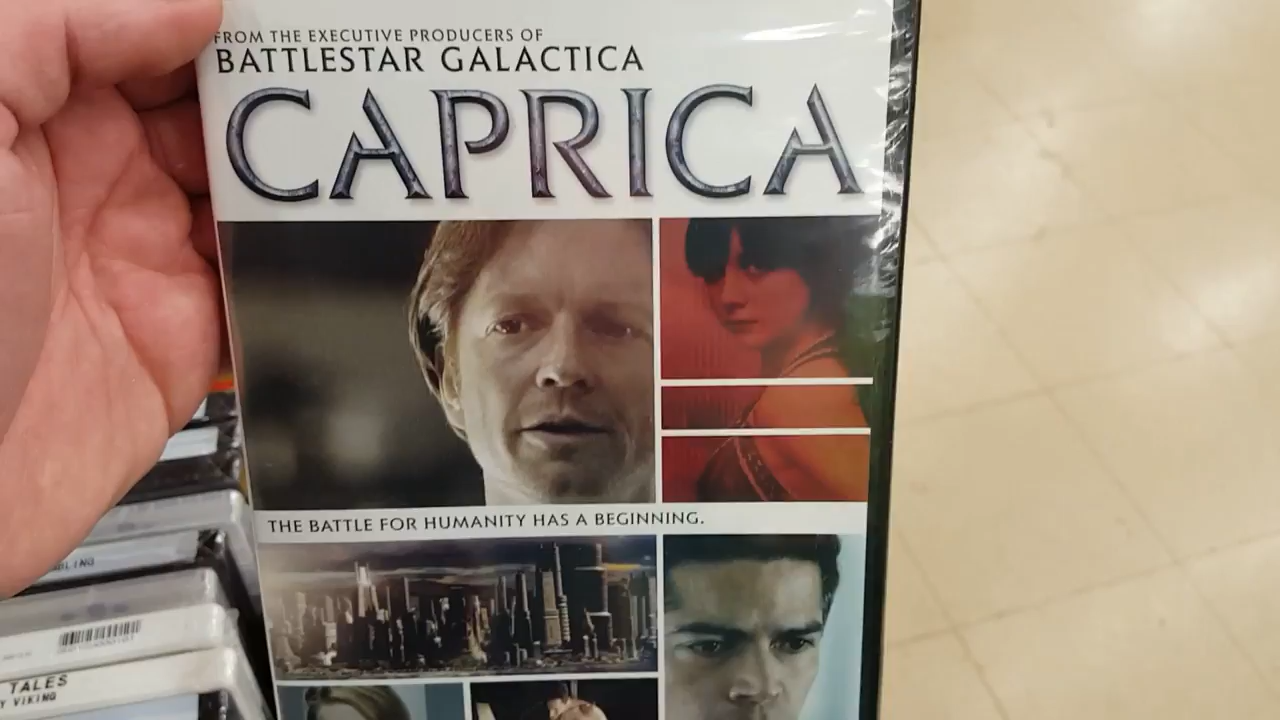 FROM THE EXECUTIVE PRODUCERS OF
BATTLESTAR GALACTICA
CAPRICA
THE BATTLE FOR HUMANITY HAS A BEGINNING.
TALES
VIKING